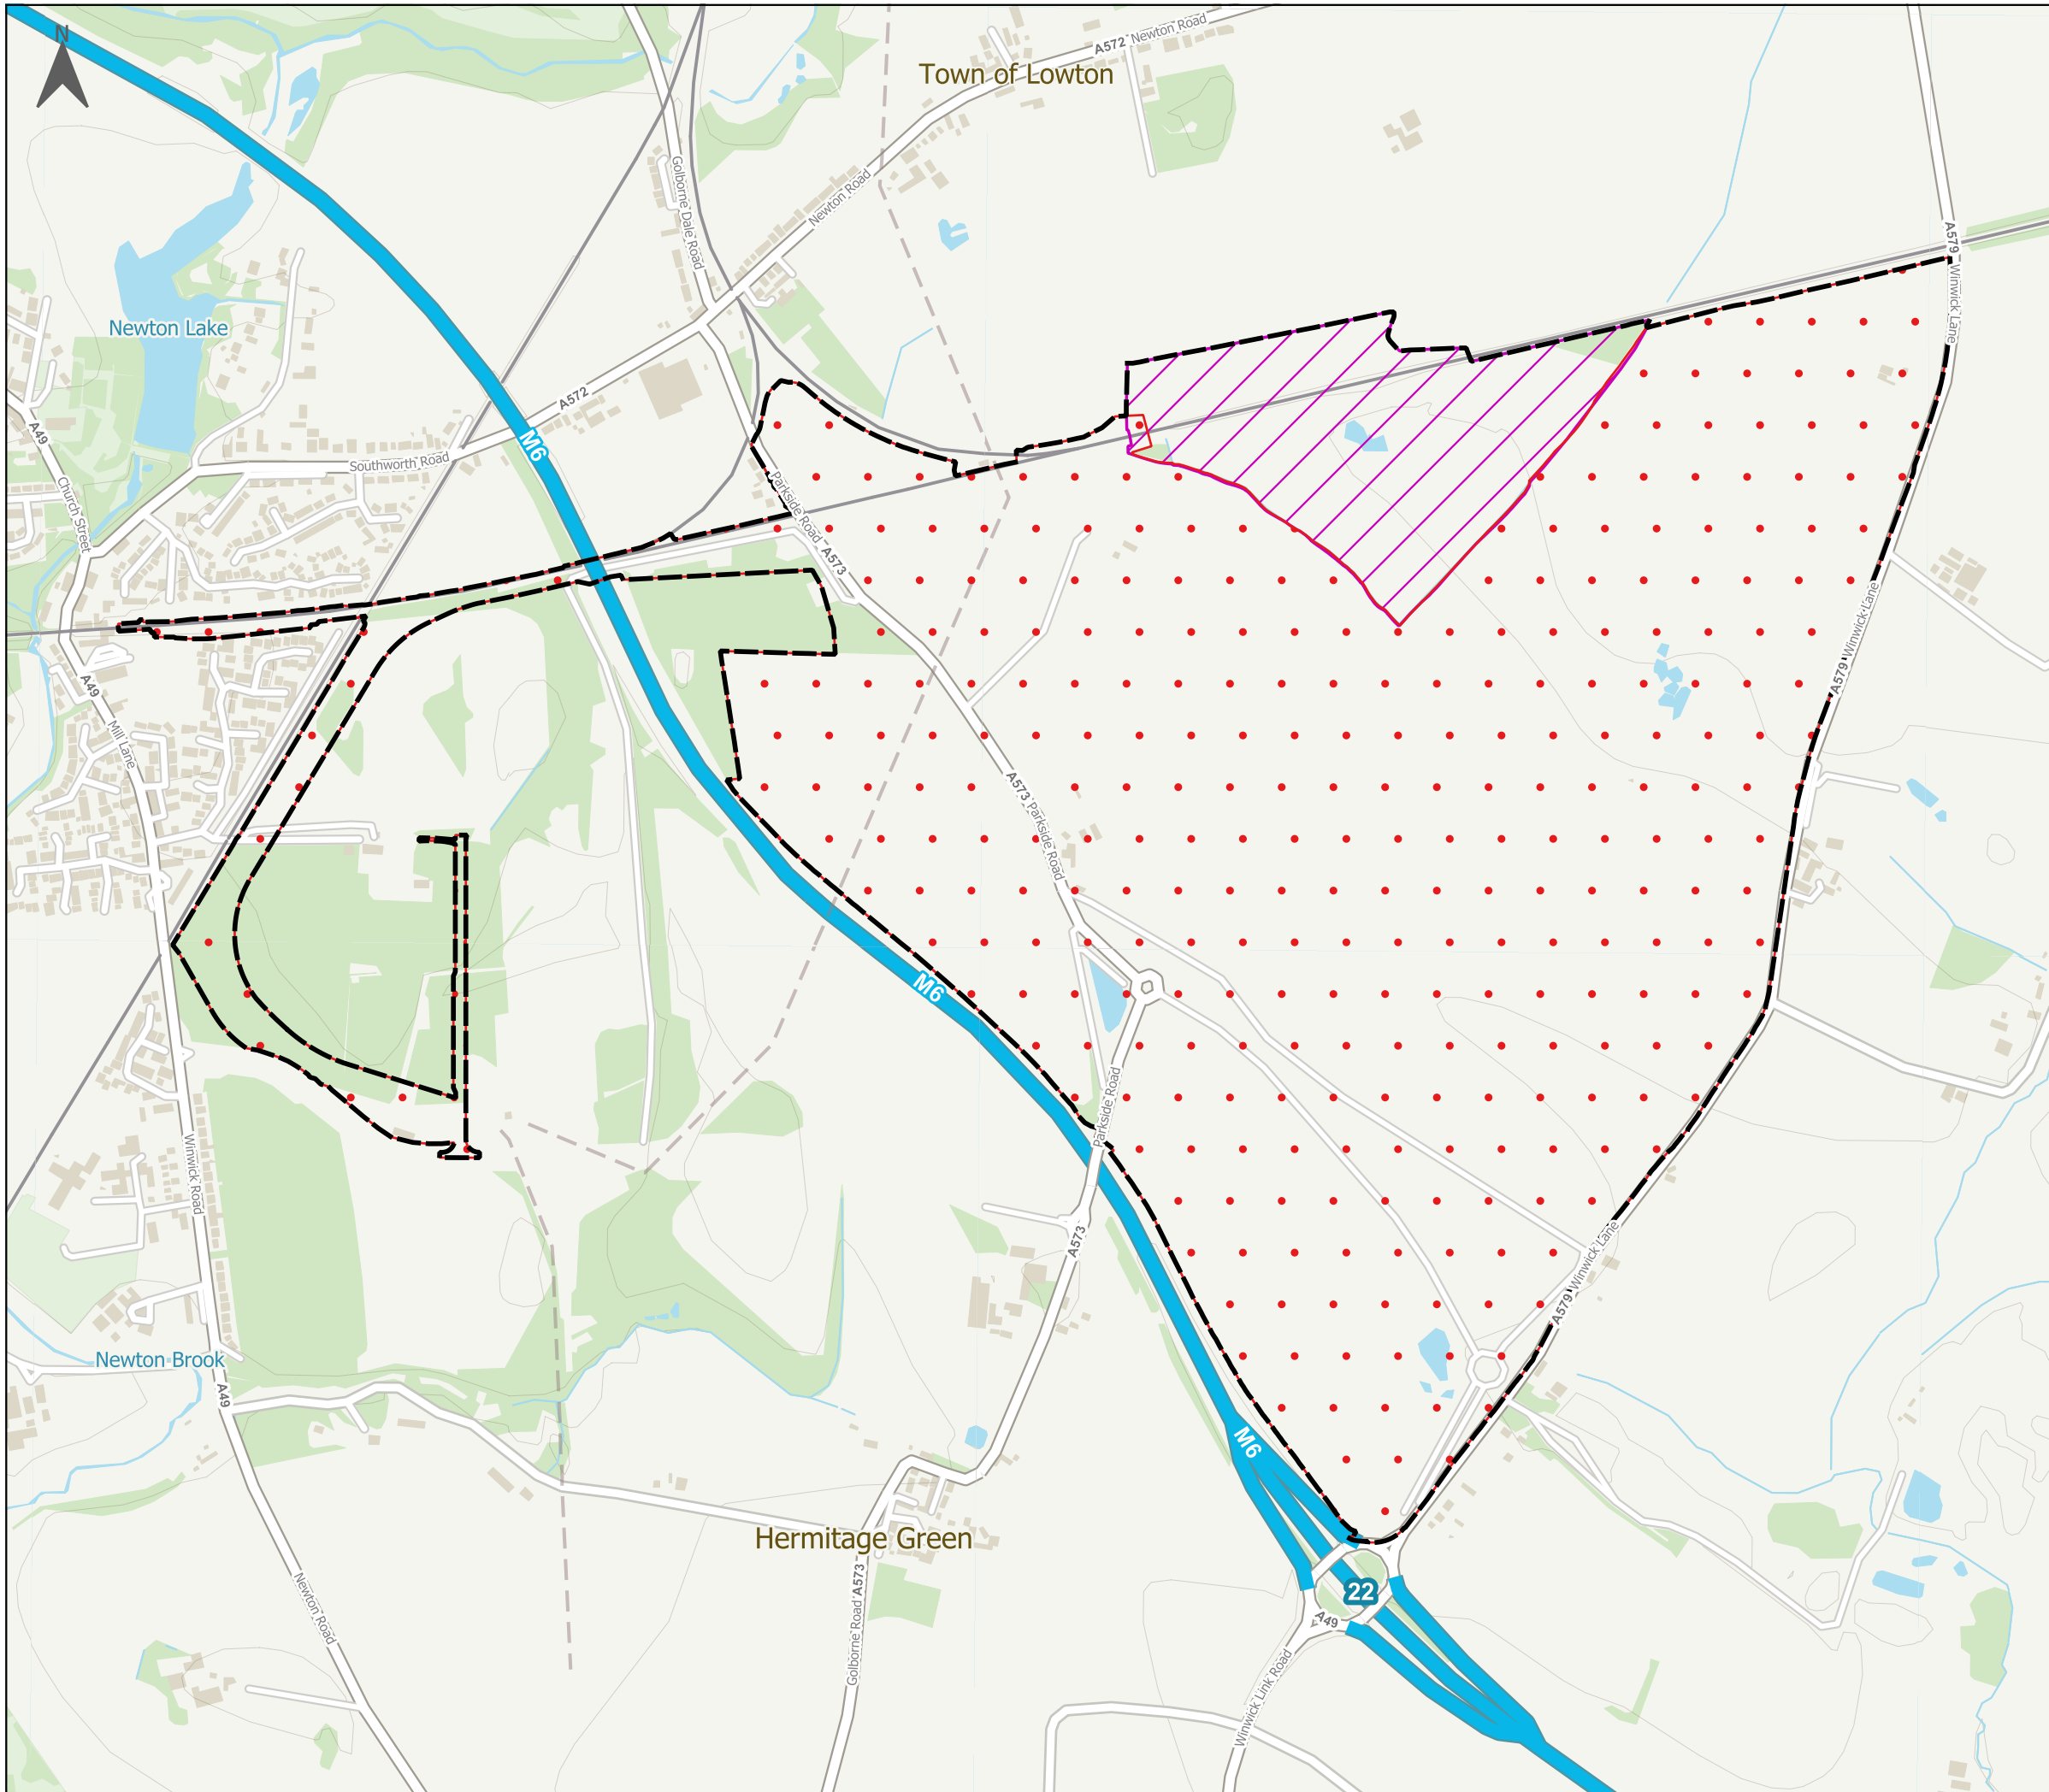 N
A572 Newton Road
Town of Lowton
Golborne Dale Road
Newton Road
A579
Winwick Lane
Newton Lake
A572
M6
A49
Southworth Road
Church Street
Parkside Road
A573
A579 Winwick Lane
A49
Mill Lane
A573 Parkside Road
M6
Parkside Road
Winwick Road
A573
A579 Winwick Lane
Newton Brook
A49
M6
Hermitage Green
Newton Road
Golborne Road A573
22
A49
Winwick Link Road